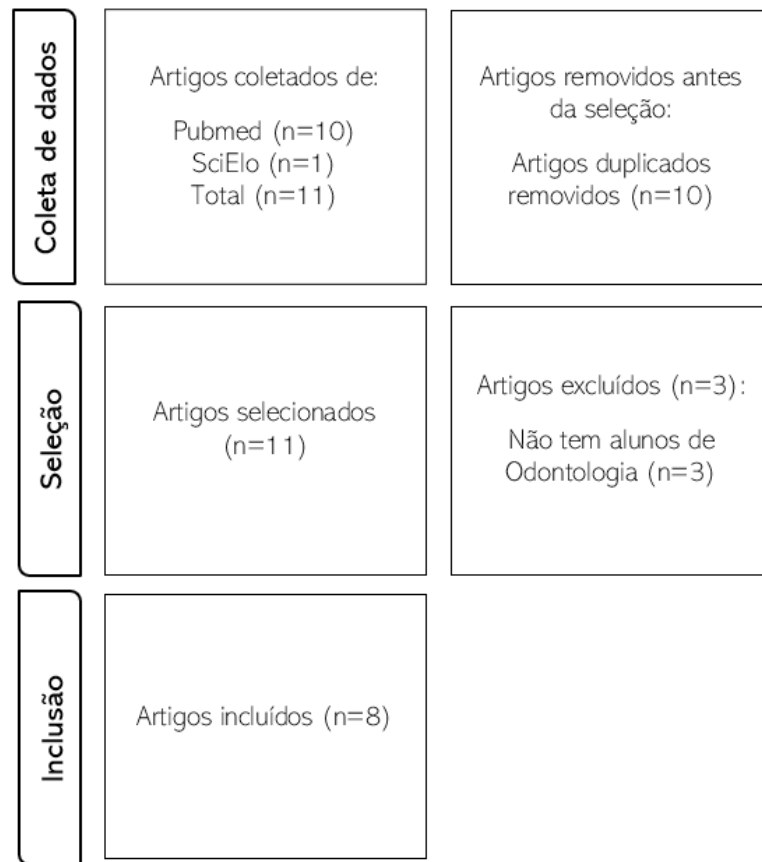 Coleta de dados
Artigos coletados de:
Pubmed (n=10)
SciElo (n=1)
Total (n=11)
Artigos removidos antes
da seleção:
Artigos duplicados
removidos (n=10)
Seleção
Artigos selecionados
(n=11)
Artigos excluídos (n=3):
Não tem alunos de
Odontologia (n=3)
Inclusão
Artigos incluídos (n=8)